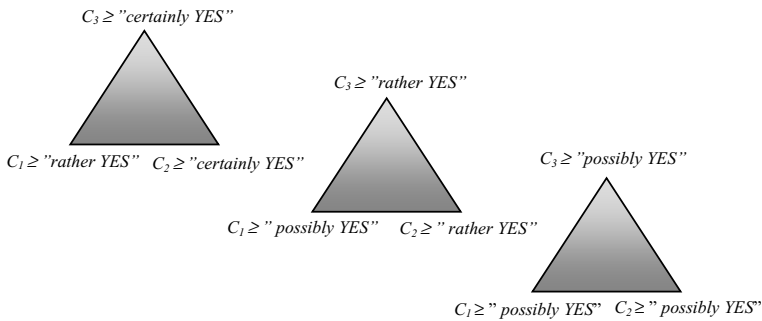 C₃ ≥ ”certainly YES”
C₁ ≥ ”rather YES” C₂ ≥ ”certainly YES”
C₃ ≥ ”rather YES”
C₁ ≥ ” possibly YES” C₂ ≥ ” rather YES”
C₃ ≥ ”possibly YES”
C₁ ≥ ” possibly YES” C₂ ≥ ” possibly YES”